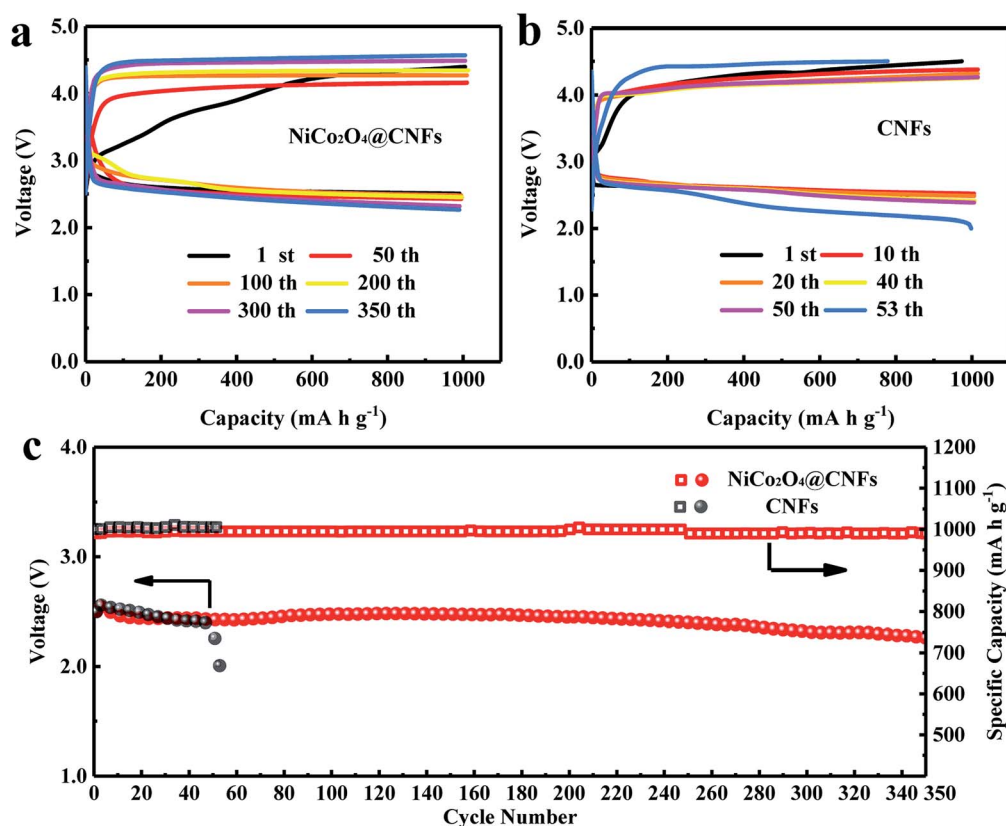 a
5.0
4.0
3.0
2.0
1.0
0.0
Voltage (V)
NiCo₂O₄@CNFs
1 st
50 th
100 th
200 th
300 th
350 th
0
200
400
600
800
1000
Capacity (mA h g⁻¹)
b
5.0
4.0
3.0
2.0
1.0
0.0
Voltage (V)
CNFs
1 st
10 th
20 th
40 th
50 th
53 th
0
200
400
600
800
1000
Capacity (mA h g⁻¹)
c
4.0
3.0
2.0
1.0
Voltage (V)
NiCo₂O₄@CNFs
CNFs
1200
1100
1000
900
800
700
600
500
Specific Capacity (mA h g⁻¹)
0 20 40 60 80 100 120 140 160 180 200 220 240 260 280 300 320 340 350
Cycle Number